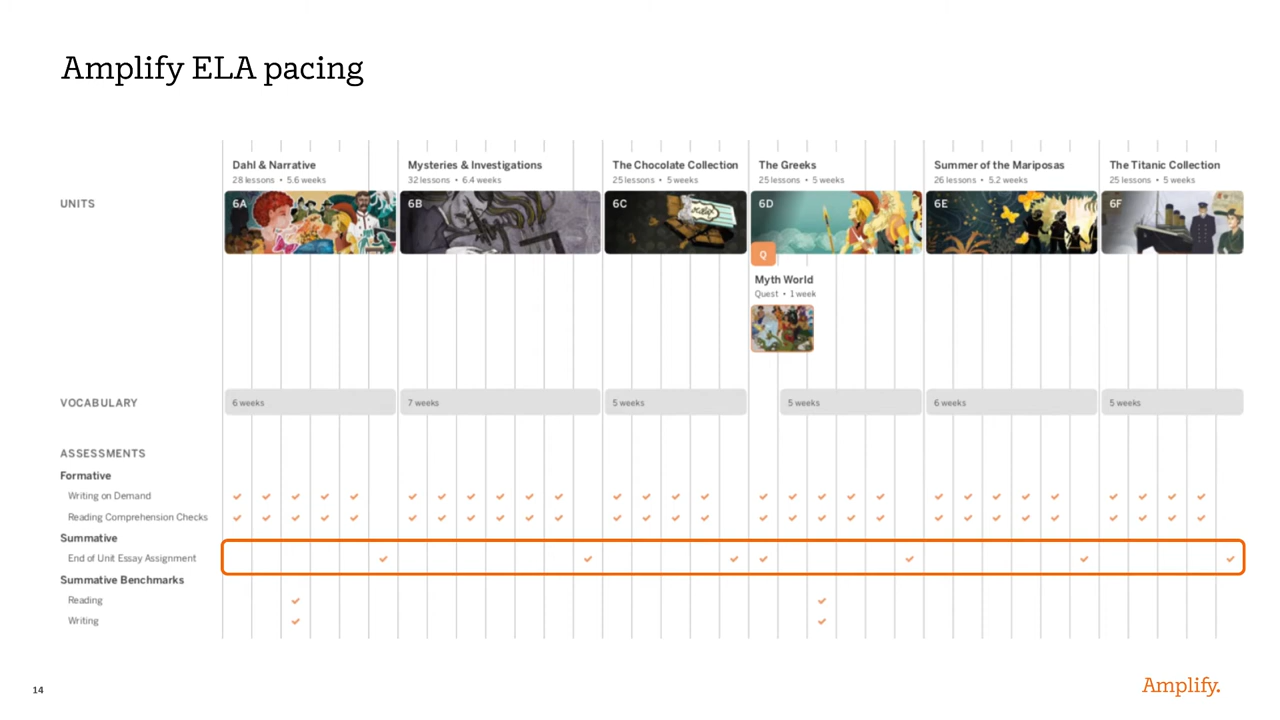 Amplify ELA pacing
Dahl & Narrative
28 lessons • 5.6 weeks
Mysteries & Investigations
32 lessons • 6.4 weeks
The Chocolate Collection
25 lessons • 5 weeks
The Greeks
25 lessons • 5 weeks
Summer of the Mariposas
26 lessons • 5.2 weeks
The Titanic Collection
25 lessons • 5 weeks
UNITS
6A
6B
6C
6D
6E
6F
Q
Myth World
Quest • 1 week
VOCABULARY
6 weeks
7 weeks
5 weeks
5 weeks
6 weeks
5 weeks
ASSESSMENTS
Formative
Writing on Demand
Reading Comprehension Checks
Summative
End of Unit Essay Assignment
Summative Benchmarks
Reading
Writing
14
Amplify.